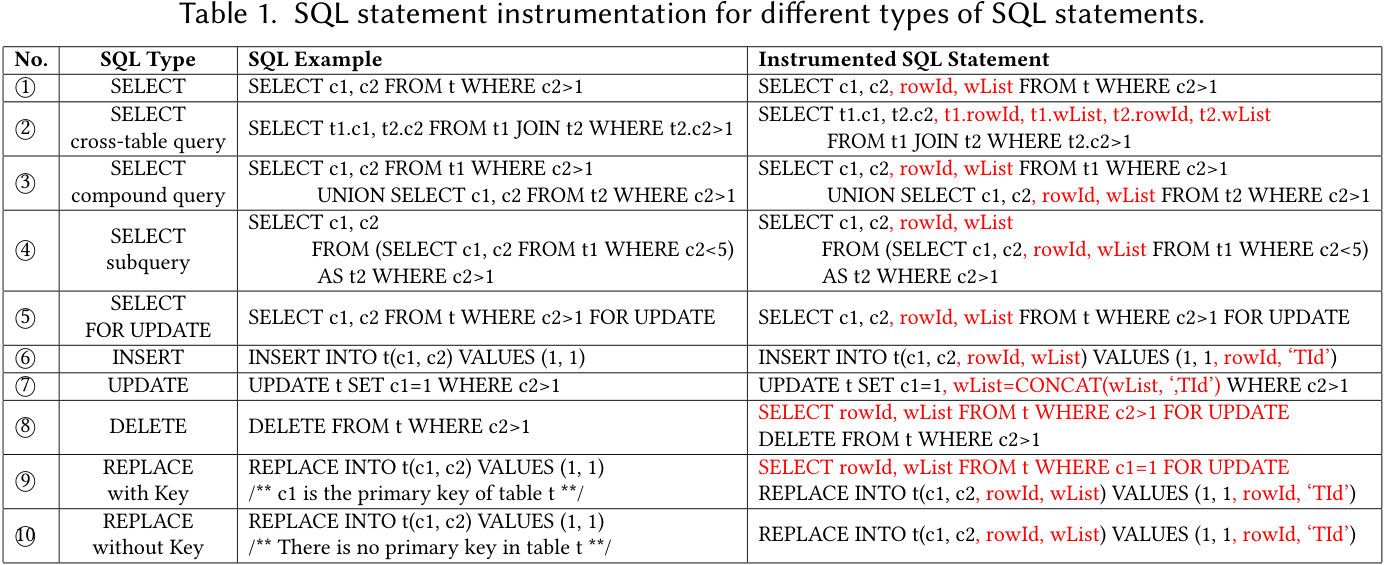 Table 1. SQL statement instrumentation for different types of SQL statements.
No. SQL Type SQL Example Instrumented SQL Statement
① SELECT SELECT c1, c2 FROM t WHERE c2>1 SELECT c1, c2, rowId, wList FROM t WHERE c2>1
② SELECT cross-table query SELECT t1.c1, t2.c2 FROM t1 JOIN t2 WHERE t2.c2>1 SELECT t1.c1, t2.c2, t1.rowId, t1.wList, t2.rowId, t2.wList
FROM t1 JOIN t2 WHERE t2.c2>1
③ SELECT compound query SELECT c1, c2 FROM t1 WHERE c2>1
UNION SELECT c1, c2 FROM t2 WHERE c2>1
SELECT c1, c2, rowId, wList FROM t1 WHERE c2>1
UNION SELECT c1, c2, rowId, wList FROM t2 WHERE c2>1
④ SELECT subquery SELECT c1, c2
FROM (SELECT c1, c2 FROM t1 WHERE c2<5)
AS t2 WHERE c2>1
SELECT c1, c2, rowId, wList
FROM (SELECT c1, c2, rowId, wList FROM t1 WHERE c2<5)
AS t2 WHERE c2>1
⑤ SELECT FOR UPDATE SELECT c1, c2 FROM t WHERE c2>1 FOR UPDATE SELECT c1, c2, rowId, wList FROM t WHERE c2>1 FOR UPDATE
⑥ INSERT INSERT INTO t(c1, c2) VALUES (1, 1) INSERT INTO t(c1, c2, rowId, wList) VALUES (1, 1, rowId, ‘TId’)
⑦ UPDATE UPDATE t SET c1=1 WHERE c2>1 UPDATE t SET c1=1, wList=CONCAT(wList, ‘,TId’) WHERE c2>1
⑧ DELETE DELETE FROM t WHERE c2>1 SELECT rowId, wList FROM t WHERE c2>1 FOR UPDATE
DELETE FROM t WHERE c2>1
⑨ REPLACE with Key REPLACE INTO t(c1, c2) VALUES (1, 1)
/** c1 is the primary key of table t **/
SELECT rowId, wList FROM t WHERE c1=1 FOR UPDATE
REPLACE INTO t(c1, c2, rowId, wList) VALUES (1, 1, rowId, ‘TId’)
⑩ REPLACE without Key REPLACE INTO t(c1, c2) VALUES (1, 1)
/** There is no primary key in table t **/
REPLACE INTO t(c1, c2, rowId, wList) VALUES (1, 1, rowId, ‘TId’)